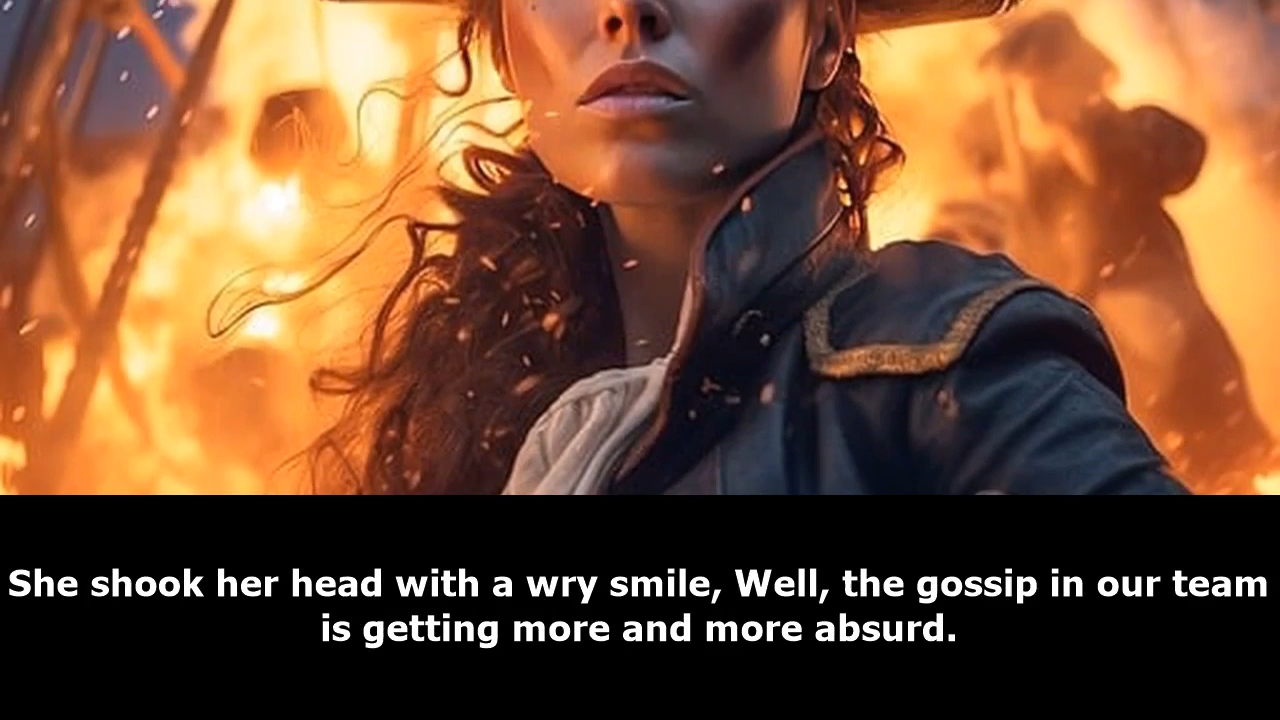 She shook her head with a wry smile, Well, the gossip in our team
is getting more and more absurd.